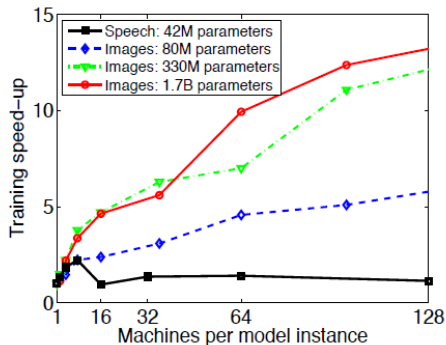 Speech: 42M parameters
Images: 80M parameters
Images: 330M parameters
Images: 1.7B parameters
Training speed−up
15
10
5
0
1
16
32
64
128
Machines per model instance